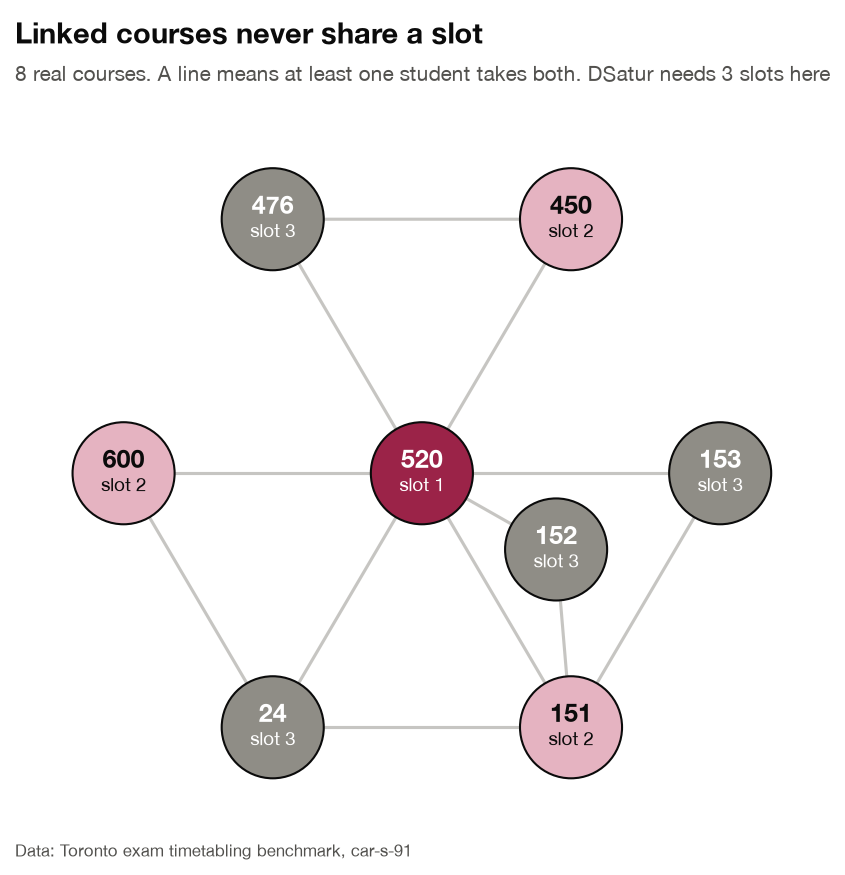 Linked courses never share a slot
8 real courses. A line means at least one student takes both. DSatur needs 3 slots here
476
slot 3
450
slot 2
600
slot 2
520
slot 1
153
slot 3
152
slot 3
24
slot 3
151
slot 2
Data: Toronto exam timetabling benchmark, car-s-91